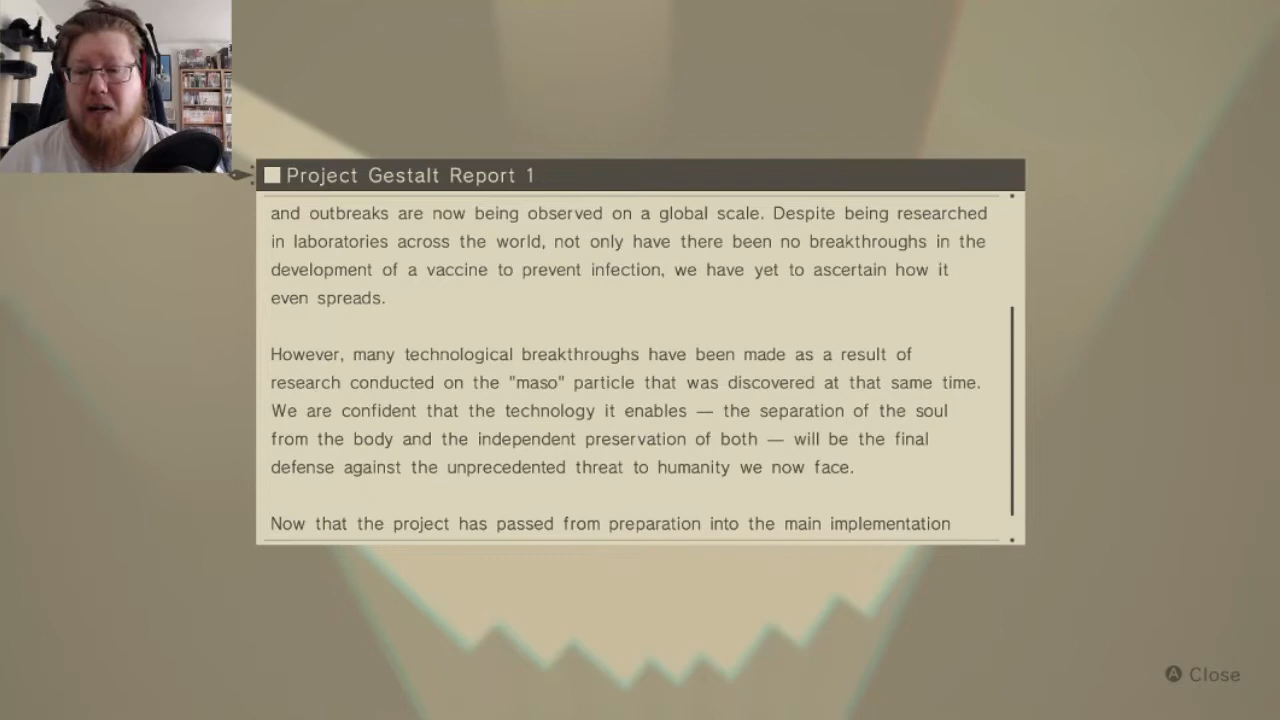 Project Gestalt Report 1
and outbreaks are now being observed on a global scale. Despite being researched
in laboratories across the world, not only have there been no breakthroughs in the
development of a vaccine to prevent infection, we have yet to ascertain how it
even spreads.
However, many technological breakthroughs have been made as a result of
research conducted on the "maso" particle that was discovered at that same time.
We are confident that the technology it enables — the separation of the soul
from the body and the independent preservation of both — will be the final
defense against the unprecedented threat to humanity we now face.
Now that the project has passed from preparation into the main implementation
A Close